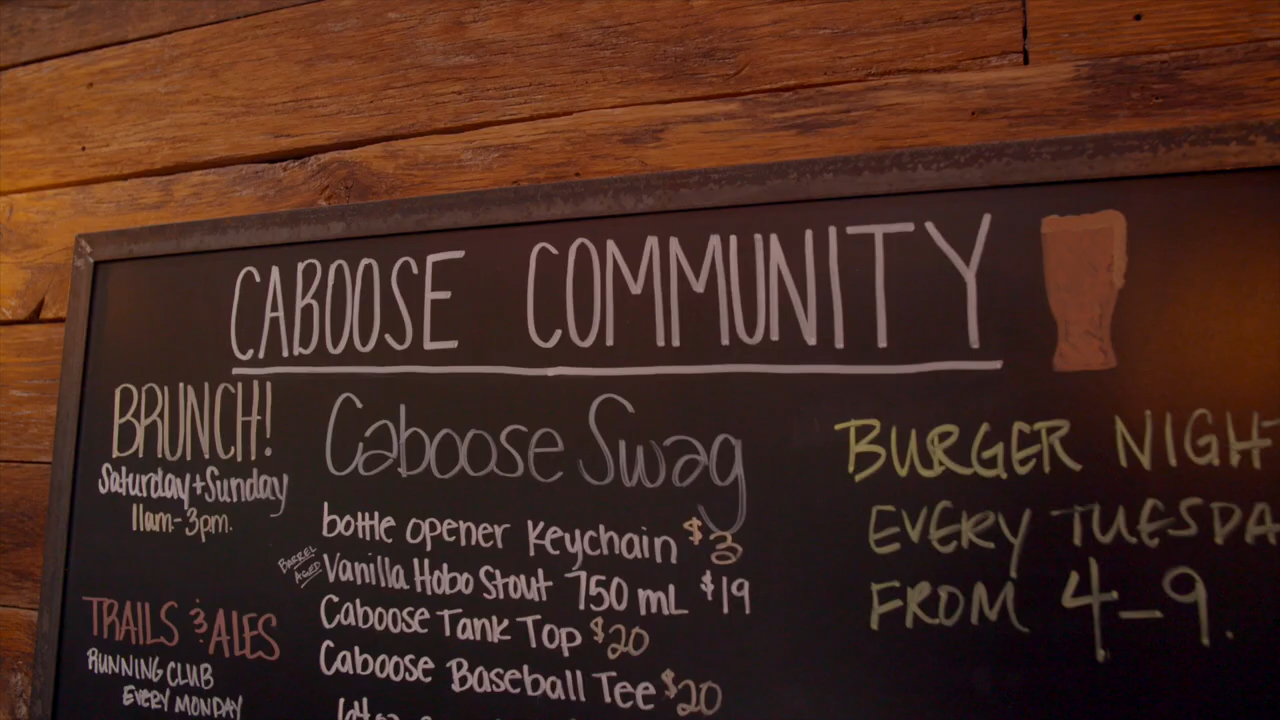 CABOOSE COMMUNITY
BRUNCH!
Saturday + Sunday
11am-3pm.
TRAILS & ALES
RUNNING CLUB
EVERY MONDAY
Caboose Swag
bottle opener Keychain $3
BARREL AGED Vanilla Hobo Stout 750 mL $19
Caboose Tank Top $20
Caboose Baseball Tee $20
BURGER NIGHT
EVERY TUESDA
FROM 4-9.